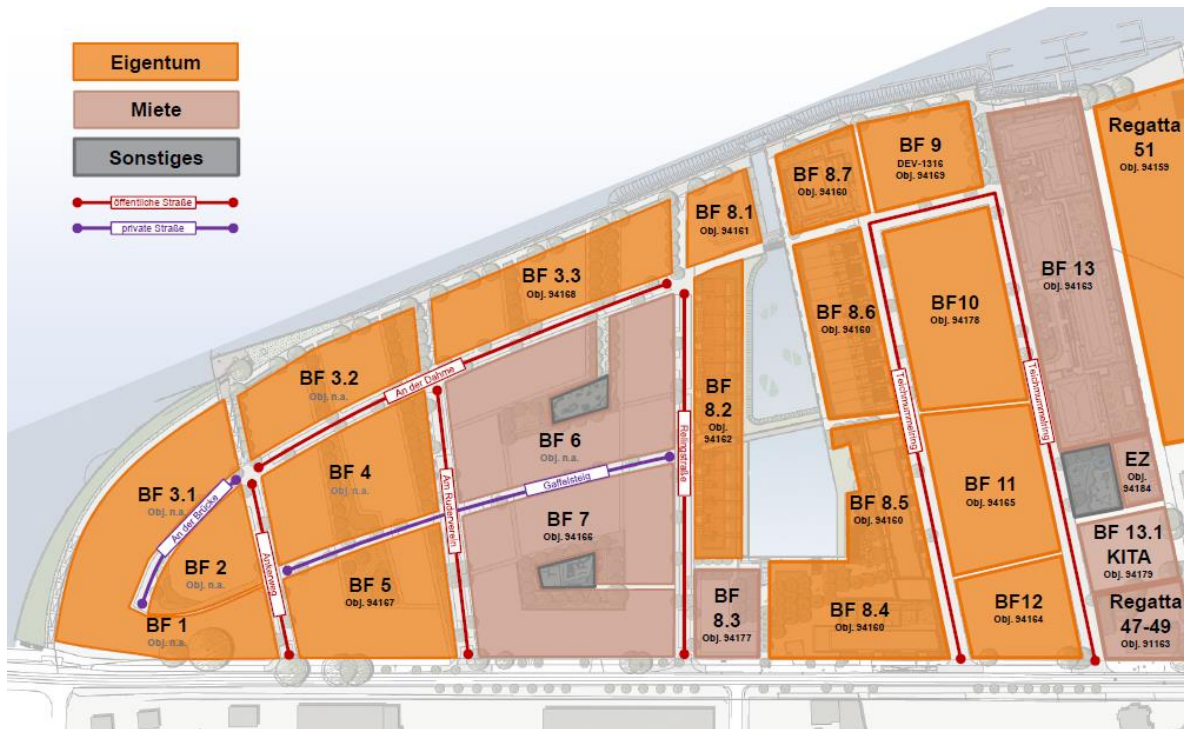 Eigentum
Miete
Sonstiges
öffentliche Straße
private Straße
Regatta
51
Obj. 94159
BF 9
DEV-1316
Obj. 94169
BF 8.7
Obj. 94160
BF 8.1
Obj. 94161
BF 3.3
Obj. 94168
BF 13
Obj. 94163
BF10
Obj. 94178
BF 8.6
Obj. 94160
BF 3.2
Obj. n.a.
An der Dahme
BF
8.2
Obj.
94162
Teichmummelring
Teichmummelring
Relingstraße
BF 6
Obj. n.a.
Am Ruderverein
BF 4
Obj. n.a.
Gaffelsteig
EZ
Obj.
94184
BF 3.1
Obj. n.a.
An der Brücke
BF 11
Obj. 94165
BF 8.5
Obj. 94160
BF 7
Obj. 94166
BF 13.1
KITA
Obj. 94179
BF 2
Obj. n.a.
Ankerweg
BF 5
Obj. 94167
BF
8.3
Obj. 94177
BF 8.4
Obj. 94160
BF12
Obj. 94164
Regatta
47-49
Obj. 91163
BF 1
Obj. n.a.